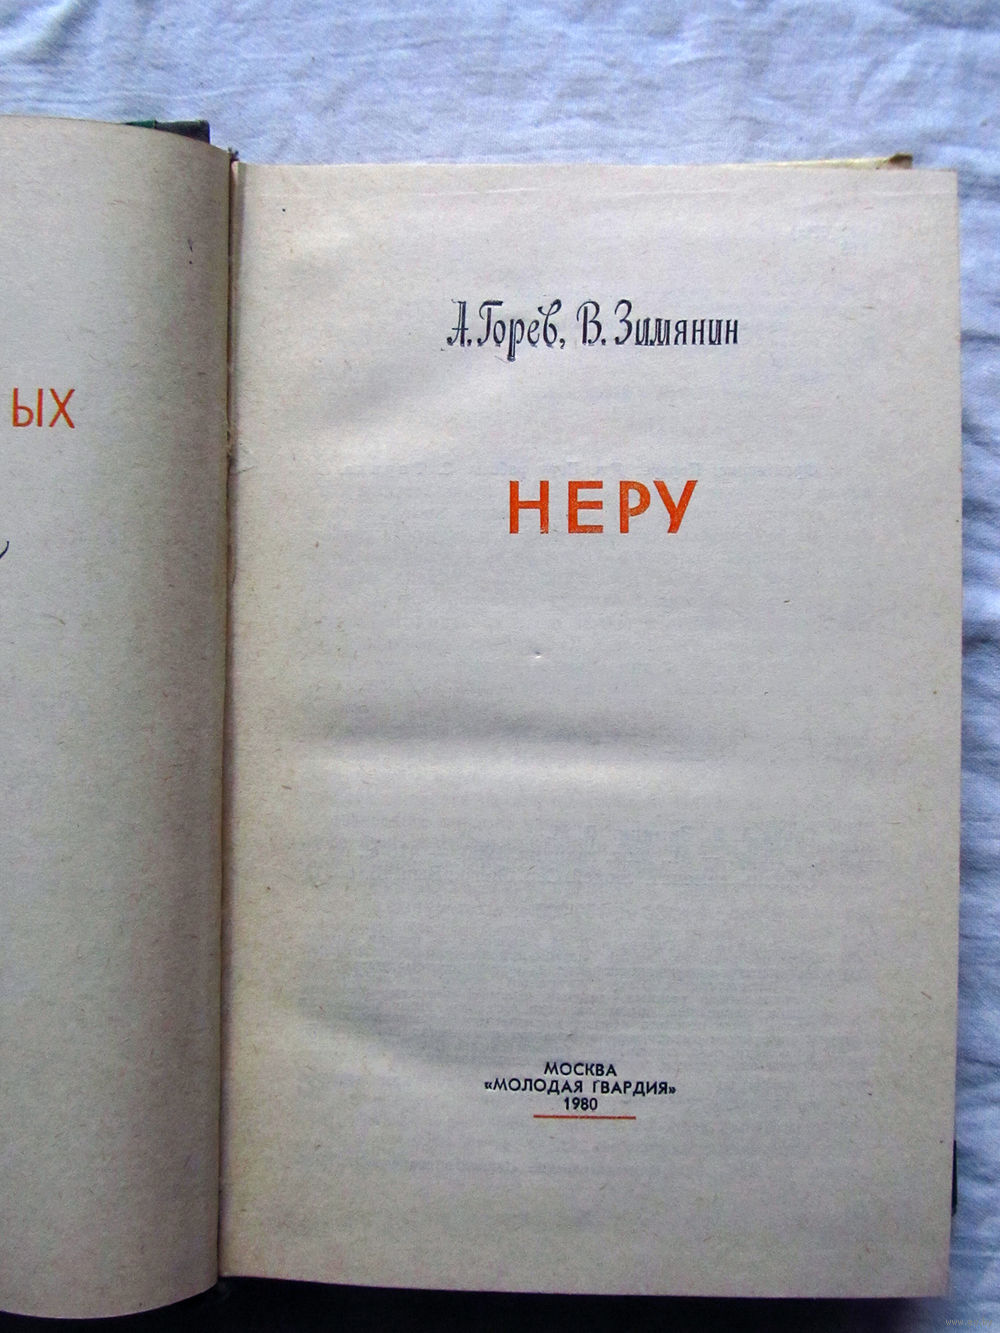 ЫХ
А. Горев, В. Зимянин
НЕРУ
МОСКВА
«МОЛОДАЯ ГВАРДИЯ»
1980